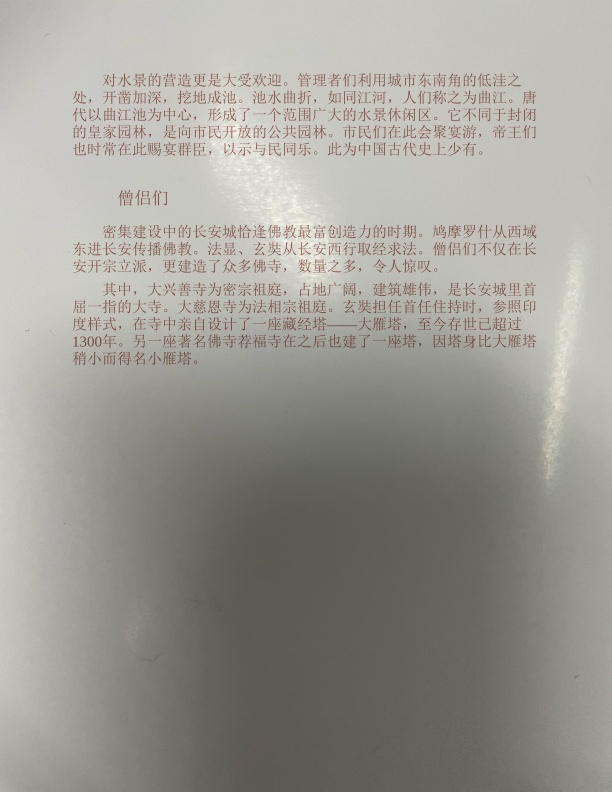 对水景的营造更是大受欢迎。管理者们利用城市东南角的低洼之
处，开凿加深，挖地成池。池水曲折，如同江河，人们称之为曲江。唐
代以曲江池为中心，形成了一个范围广大的水景休闲区。它不同于封闭
的皇家园林，是向市民开放的公共园林。市民们在此会聚宴游，帝王们
也时常在此赐宴群臣，以示与民同乐。此为中国古代史上少有。
僧侣们
密集建设中的长安城恰逢佛教最富创造力的时期。鸠摩罗什从西域
东进长安传播佛教。法显、玄奘从长安西行取经求法。僧侣们不仅在长
安开宗立派，更建造了众多佛寺，数量之多，令人惊叹。
其中，大兴善寺为密宗祖庭，占地广阔，建筑雄伟，是长安城里首
屈一指的大寺。大慈恩寺为法相宗祖庭。玄奘担任首任住持时，参照印
度样式，在寺中亲自设计了一座藏经塔——大雁塔，至今存世已超过
1300年。另一座著名佛寺荐福寺在之后也建了一座塔，因塔身比大雁塔
稍小而得名小雁塔。